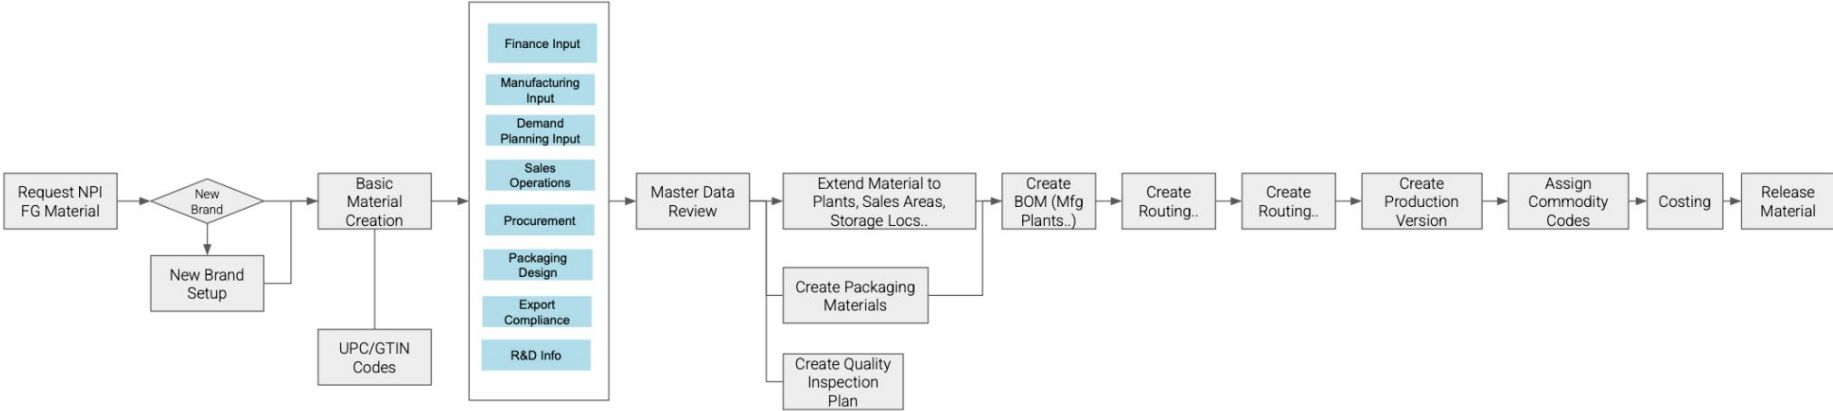 Request NPI
FG Material
New
Brand
New Brand
Setup
Basic
Material
Creation
UPC/GTIN
Codes
Finance Input
Manufacturing
Input
Demand
Planning Input
Sales
Operations
Procurement
Packaging
Design
Export
Compliance
R&D Info
Master Data
Review
Extend Material to
Plants, Sales Areas,
Storage Locs..
Create Packaging
Materials
Create Quality
Inspection
Plan
Create
BOM (Mfg
Plants..)
Create
Routing..
Create
Routing..
Create
Production
Version
Assign
Commodity
Codes
Costing
Release
Material